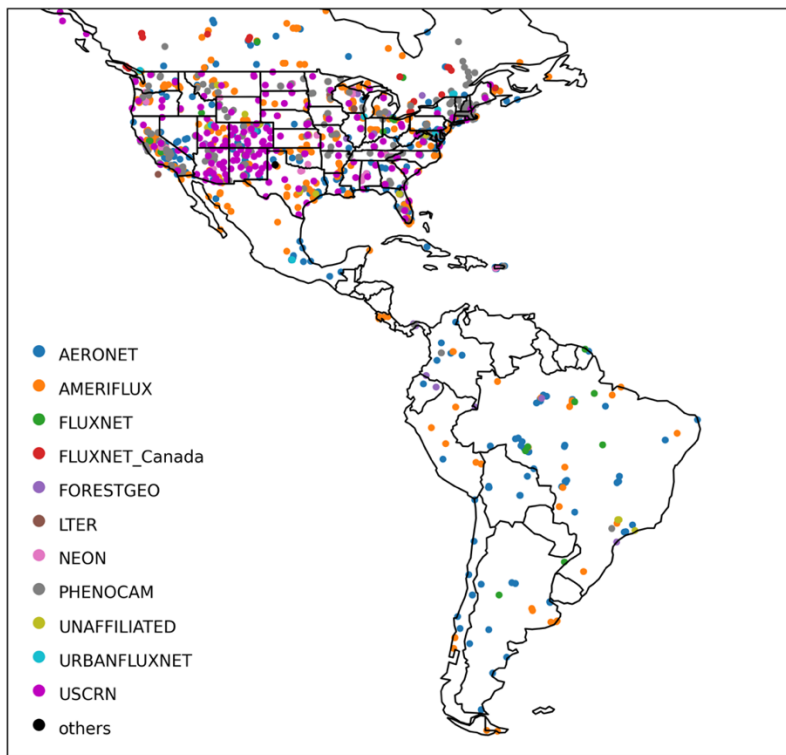 AERONET
AMERIFLUX
FLUXNET
FLUXNET_Canada
FORESTGEO
LTER
NEON
PHENOCAM
UNAFFILIATED
URBANFLUXNET
USCRN
others